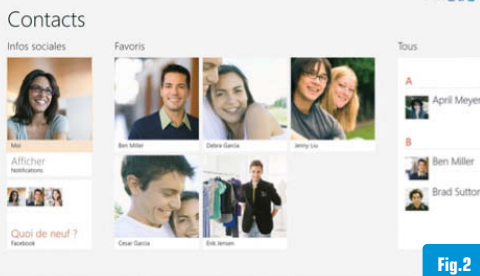 Contacts
Infos sociales
Favoris
Tous
Moi
Afficher
Notifications
Quoi de neuf ?
Facebook
Ben Miller
Debra Garcia
Jenny Liu
Cesar Garcia
Erik Jensen
A
April Meyer
B
Ben Miller
Brad Sutton
Fig.2